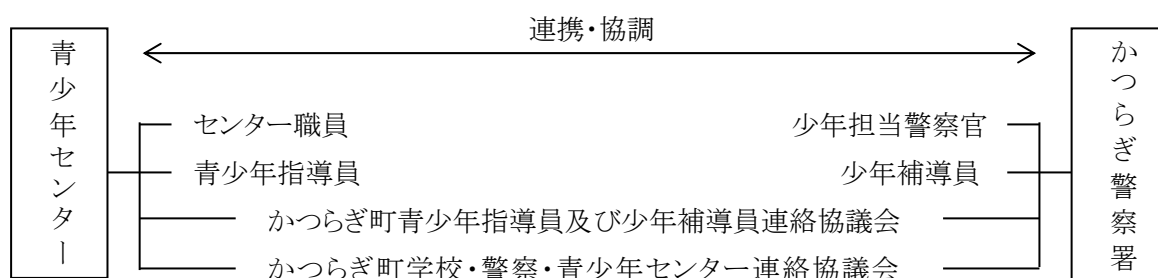 連携・協調
青少年センター
かつらぎ警察署
センター職員
少年担当警察官
青少年指導員
少年補導員
かつらぎ町青少年指導員及び少年補導員連絡協議会
かつらぎ町学校・警察・青少年センター連絡協議会